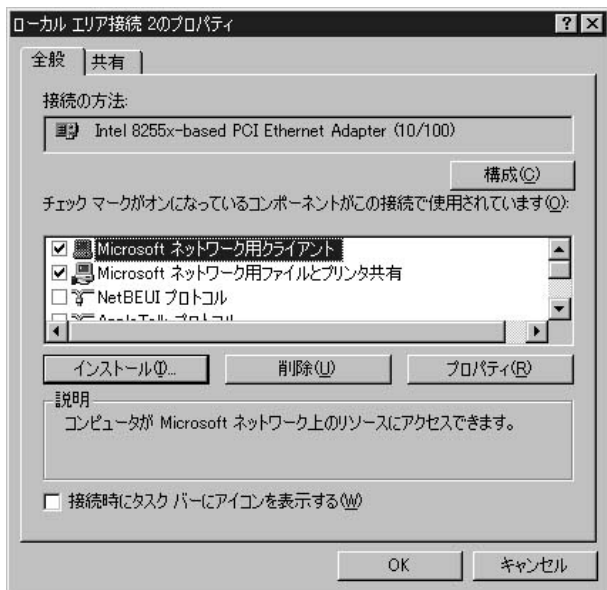 ローカル エリア接続 2のプロパティ
全般 共有
接続の方法:
Intel 8255x-based PCI Ethernet Adapter (10/100)
構成(C)
チェック マークがオンになっているコンポーネントがこの接続で使用されています(O):
Microsoft ネットワーク用クライアント
Microsoft ネットワーク用ファイルとプリンタ共有
NetBEUI プロトコル
インストール(I)... 削除(U) プロパティ(R)
説明
コンピュータが Microsoft ネットワーク上のリソースにアクセスできます。
接続時にタスク バーにアイコンを表示する(W)
OK キャンセル